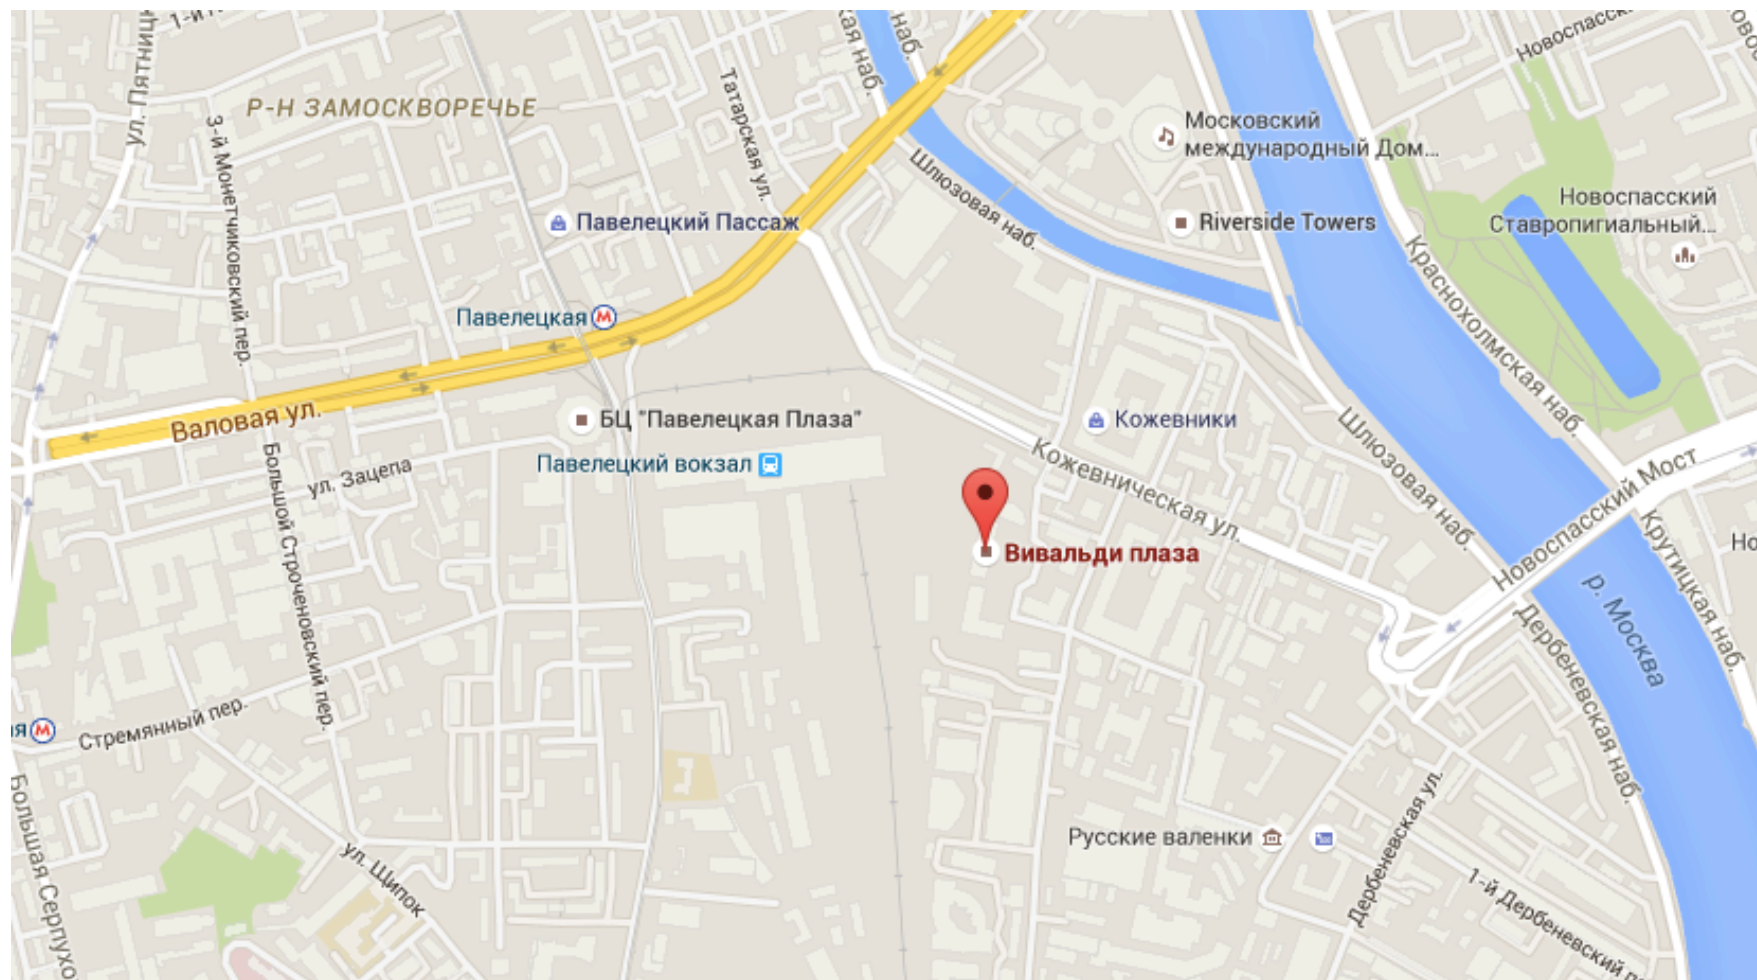 Р-Н ЗАМОСКВОРЕЧЬЕ
3-й Монетчиковский пер.
Татарская ул.
Шлюзовая наб.
Московский
международный Дом...
Riverside Towers
Новоспасский
Ставропигиальный...
Краснохолмская наб.
Павелецкий Пассаж
Павелецкая
М
Валовая ул.
БЦ "Павелецкая Плаза"
Павелецкий вокзал
ул. Зацепа
Большой Строченовский пер.
Кожевники
Кожевническая ул.
Шлюзовая наб.
Новоспасский Мост
Крутицкая наб.
Вивальди плаза
р. Москва
Дербеневская наб.
М
Стремянный пер.
ул. Щипок
Русские валенки
Дербеневская ул.
1-й Дербеневский п